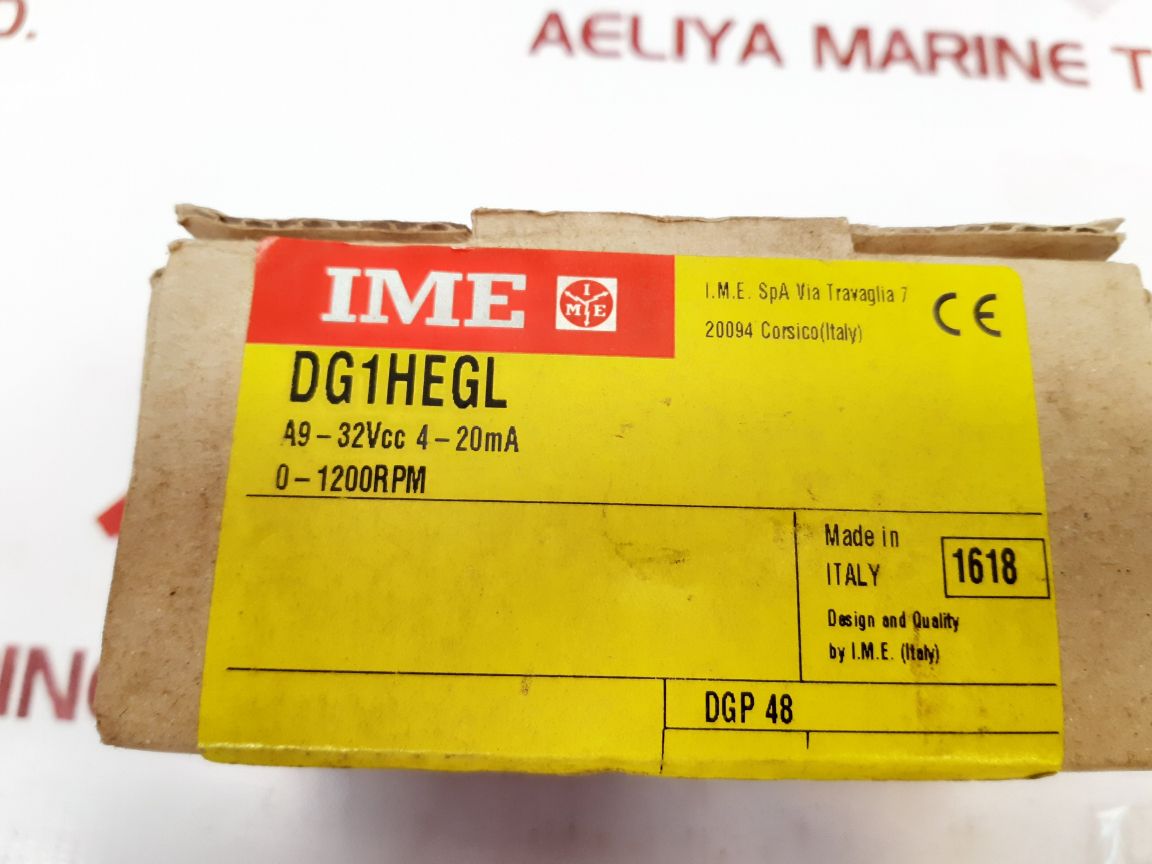 D.
AELIYA MARINE T
IME
I
M E
I.M.E. SpA Via Travaglia 7
20094 Corsico(Italy)
CE
DG1HEGL
A9-32Vcc 4-20mA
0-1200RPM
Made in
ITALY
1618
Design and Quality
by I.M.E. (Italy)
DGP 48
ING